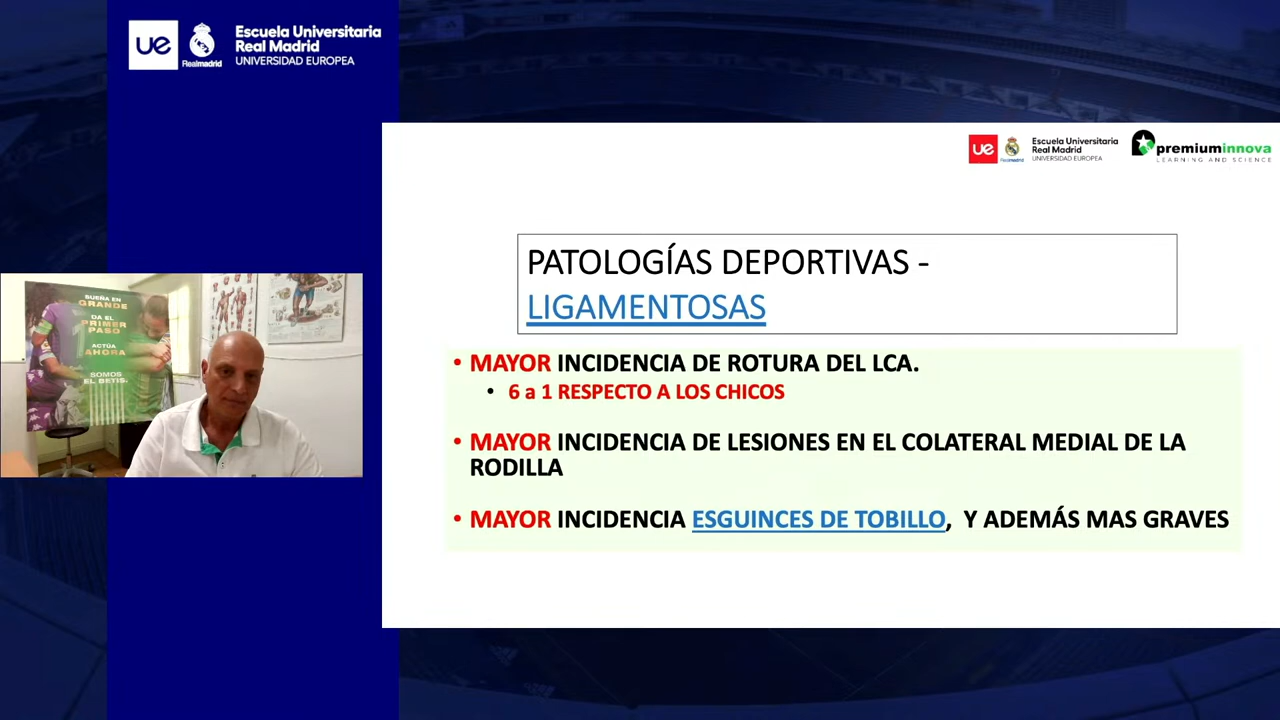 ue
Realmadrid
Escuela Universitaria
Real Madrid
UNIVERSIDAD EUROPEA
ue
Realmadrid
Escuela Universitaria
Real Madrid
UNIVERSIDAD EUROPEA
premiuminnova
LEARNING AND SCIENCE
PATOLOGÍAS DEPORTIVAS -
LIGAMENTOSAS
• MAYOR INCIDENCIA DE ROTURA DEL LCA.
• 6 a 1 RESPECTO A LOS CHICOS
• MAYOR INCIDENCIA DE LESIONES EN EL COLATERAL MEDIAL DE LA
RODILLA
• MAYOR INCIDENCIA ESGUINCES DE TOBILLO, Y ADEMÁS MAS GRAVES
SUEÑA EN
GRANDE
DA EL
PRIMER
PASO
ACTÚA
AHORA
SOMOS
EL BETIS.